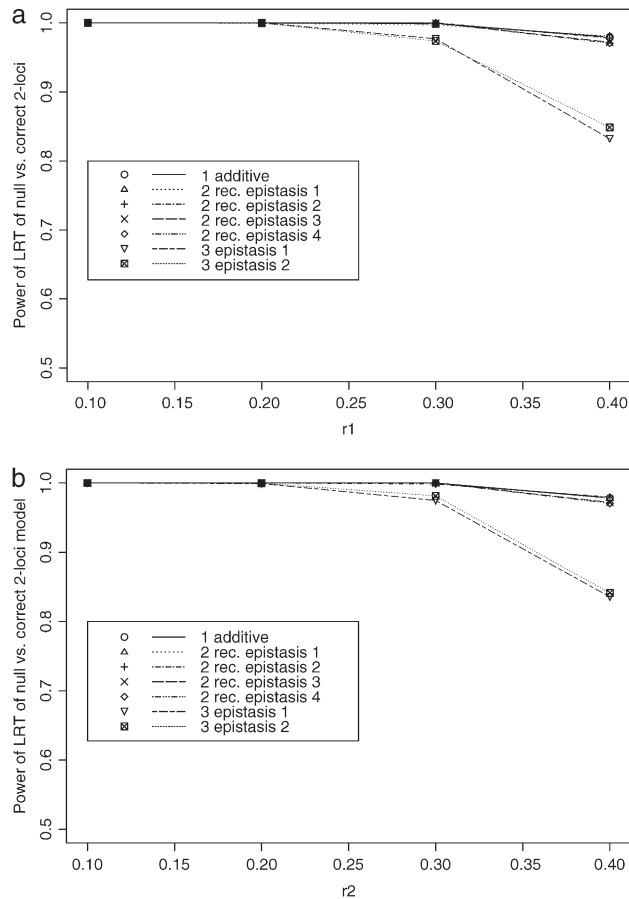 a
Power of LRT of null vs. correct 2-loci
1.0
0.9
0.8
0.7
0.6
0.5
1 additive
2 rec. epistasis 1
2 rec. epistasis 2
2 rec. epistasis 3
2 rec. epistasis 4
3 epistasis 1
3 epistasis 2
0.10 0.15 0.20 0.25 0.30 0.35 0.40
r1
b
Power of LRT of null vs. correct 2-loci model
1.0
0.9
0.8
0.7
0.6
0.5
1 additive
2 rec. epistasis 1
2 rec. epistasis 2
2 rec. epistasis 3
2 rec. epistasis 4
3 epistasis 1
3 epistasis 2
0.10 0.15 0.20 0.25 0.30 0.35 0.40
r2